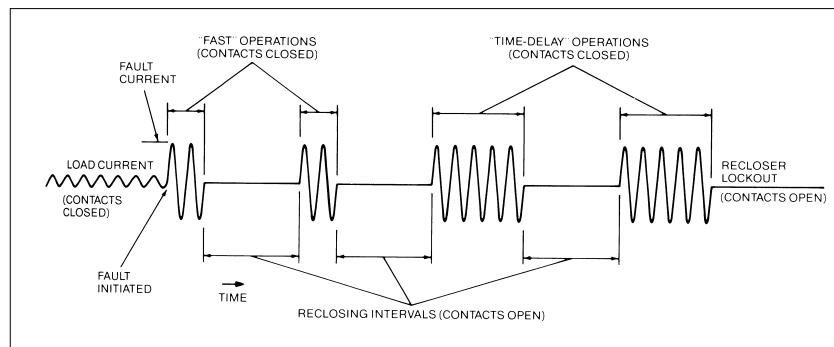 "FAST" OPERATIONS
(CONTACTS CLOSED)
"TIME-DELAY" OPERATIONS
(CONTACTS CLOSED)
FAULT
CURRENT
LOAD CURRENT
(CONTACTS
CLOSED)
RECLOSER
LOCKOUT
(CONTACTS OPEN)
FAULT
INITIATED
TIME
RECLOSING INTERVALS (CONTACTS OPEN)